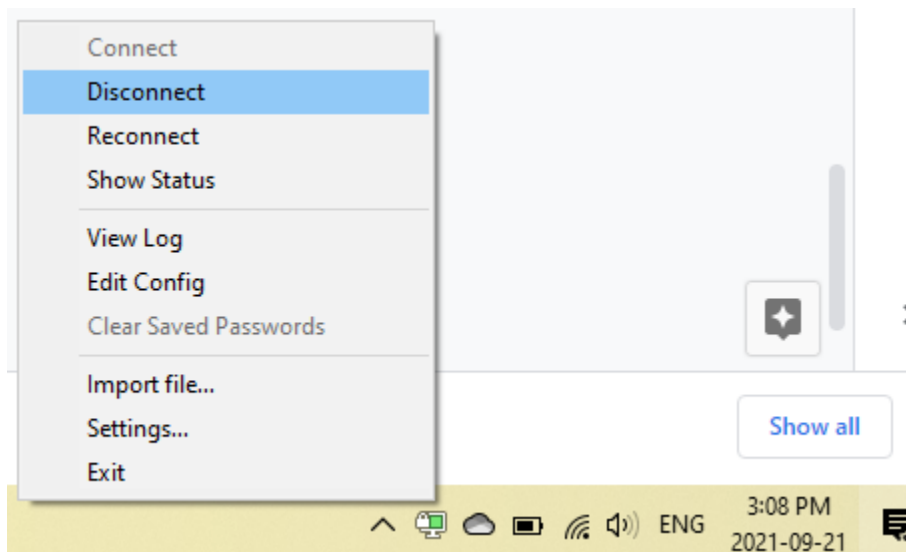 Connect
Disconnect
Reconnect
Show Status
View Log
Edit Config
Clear Saved Passwords
Import file...
Settings...
Exit
Show all
ENG
3:08 PM
2021-09-21